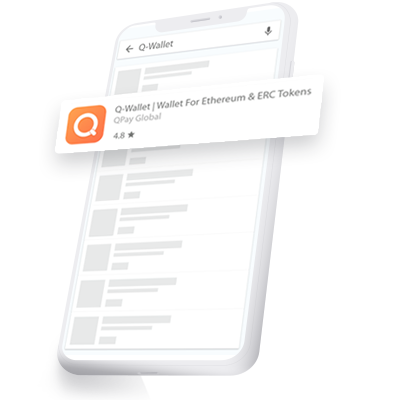 Q-Wallet
Q-Wallet | Wallet For Ethereum & ERC Tokens
QPay Global
4.8 ★